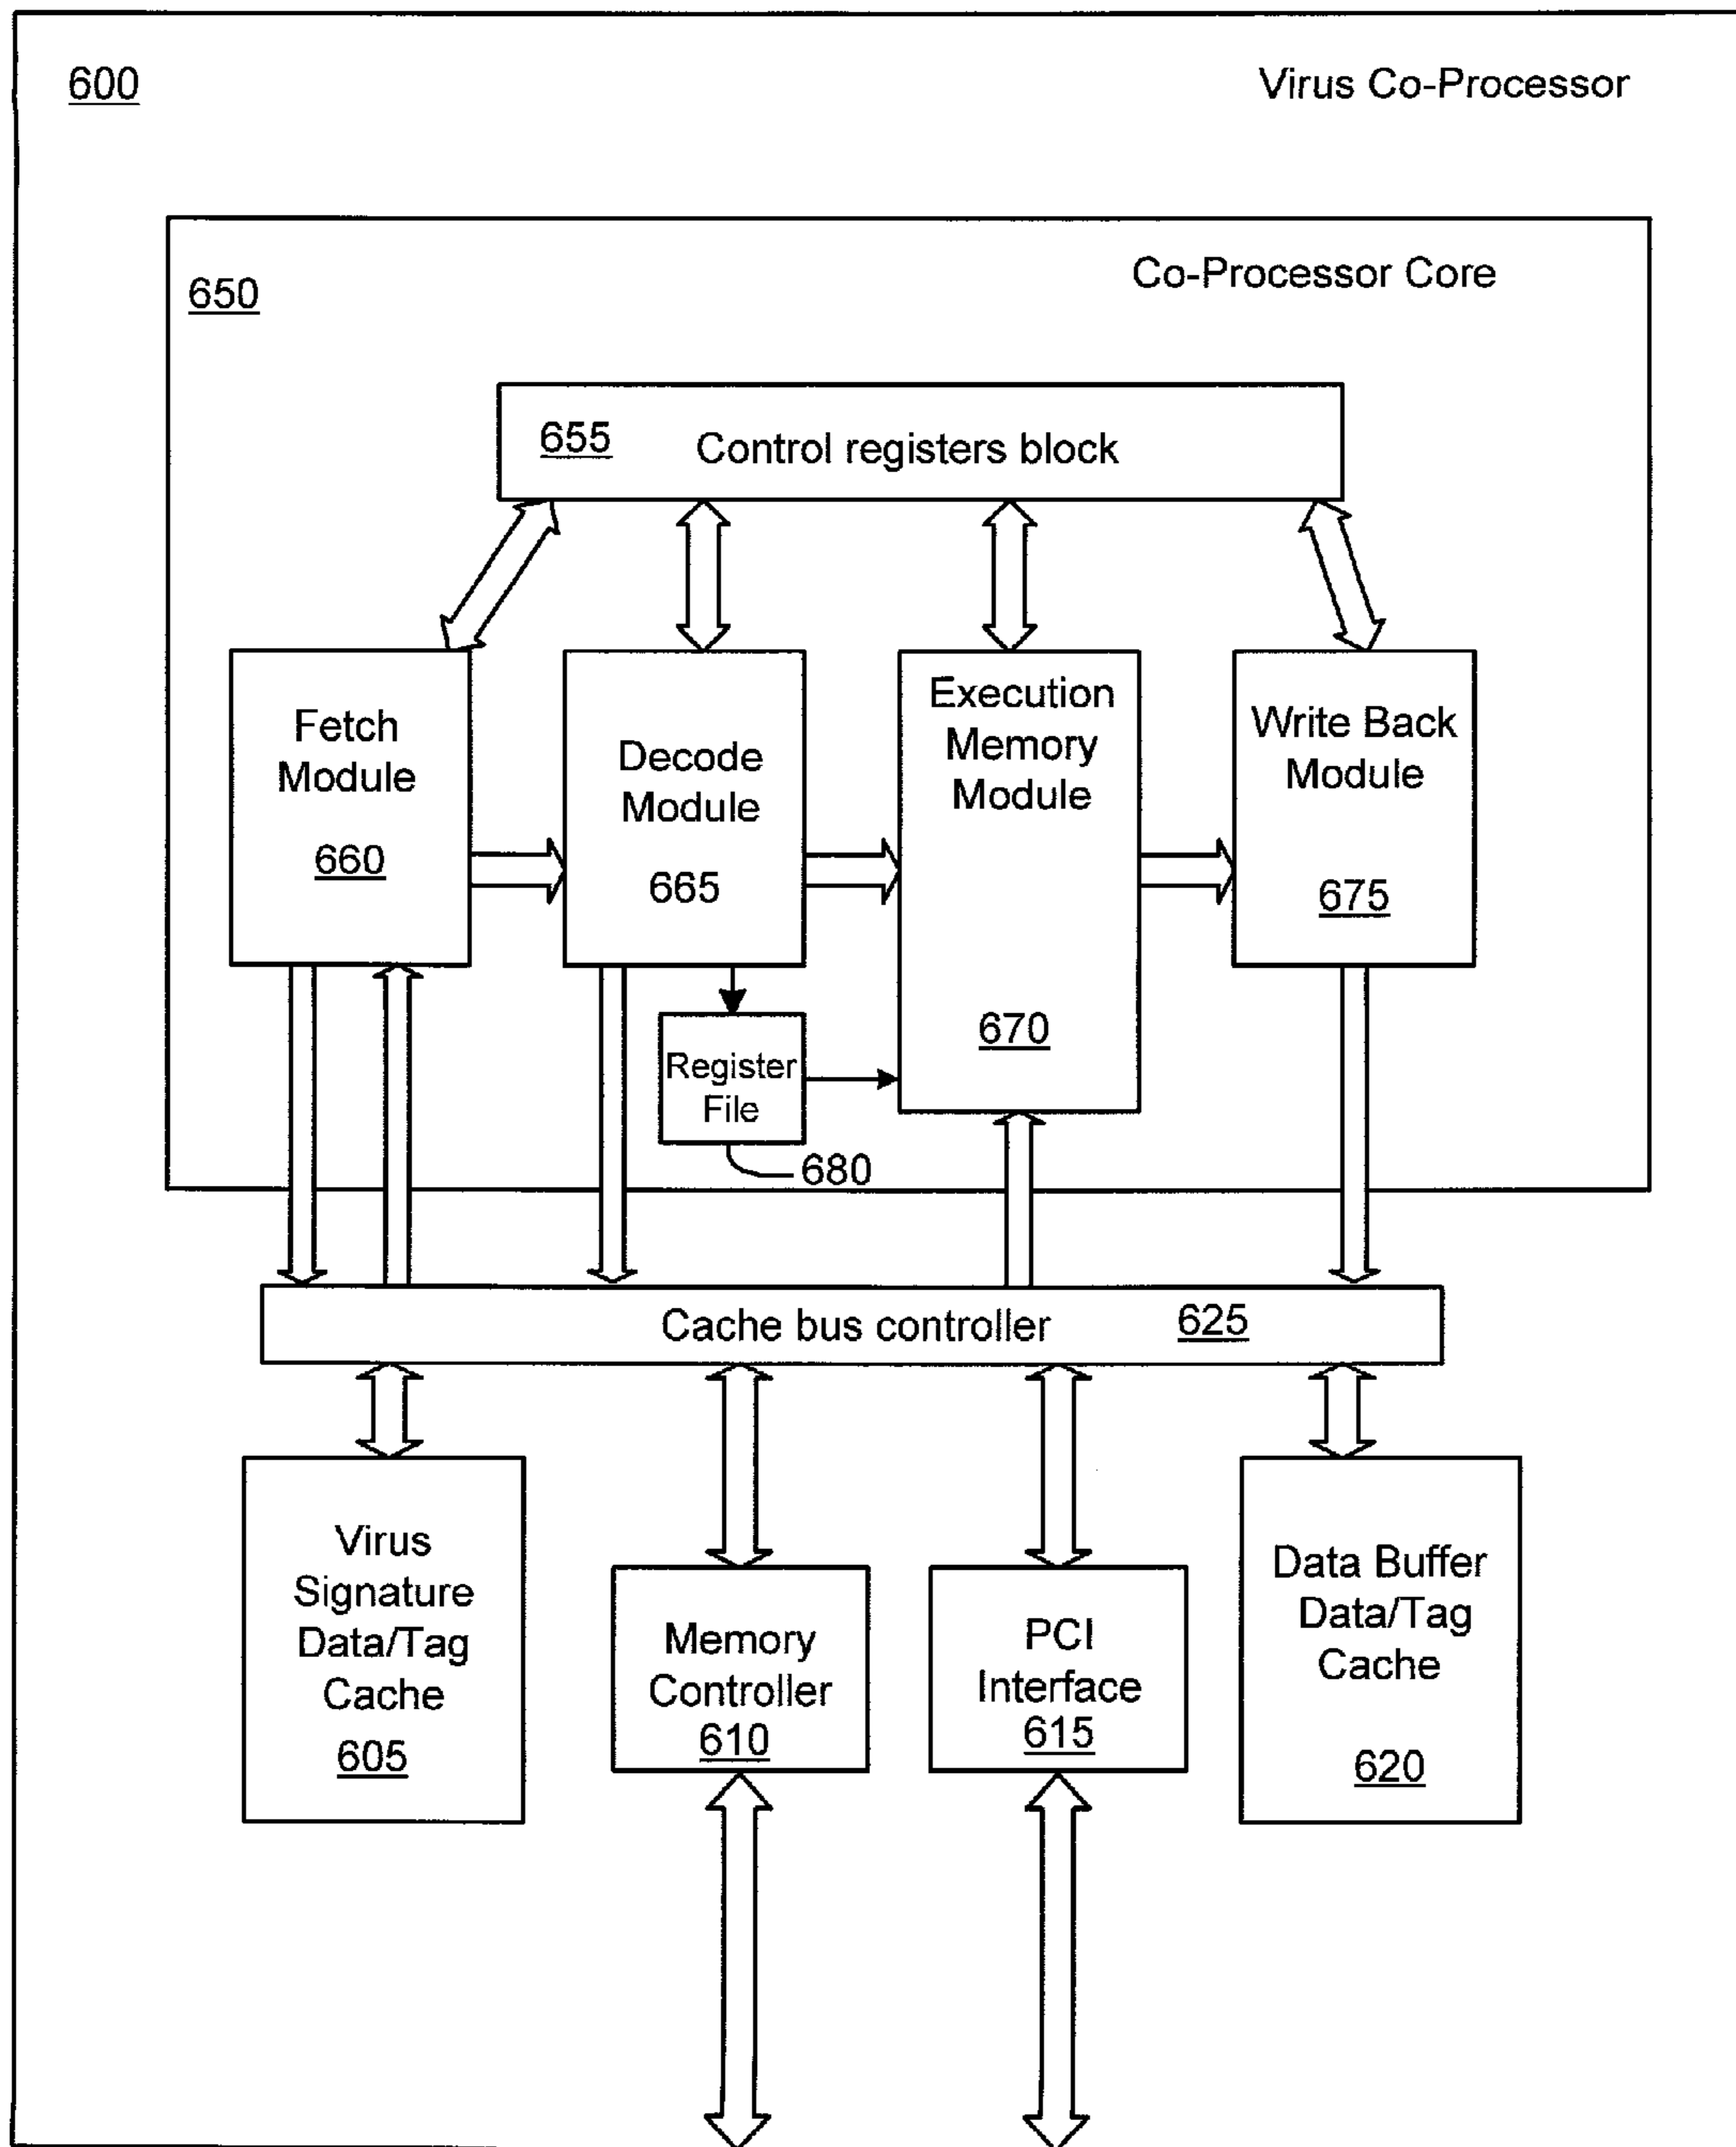 600
Virus Co-Processor
650
Co-Processor Core
655
Control registers block
Fetch
Module
660
Decode
Module
665
Execution
Memory
Module
670
Write Back
Module
675
Register
File
680
Cache bus controller
625
Virus
Signature
Data/Tag
Cache
605
Memory
Controller
610
PCI
Interface
615
Data Buffer
Data/Tag
Cache
620